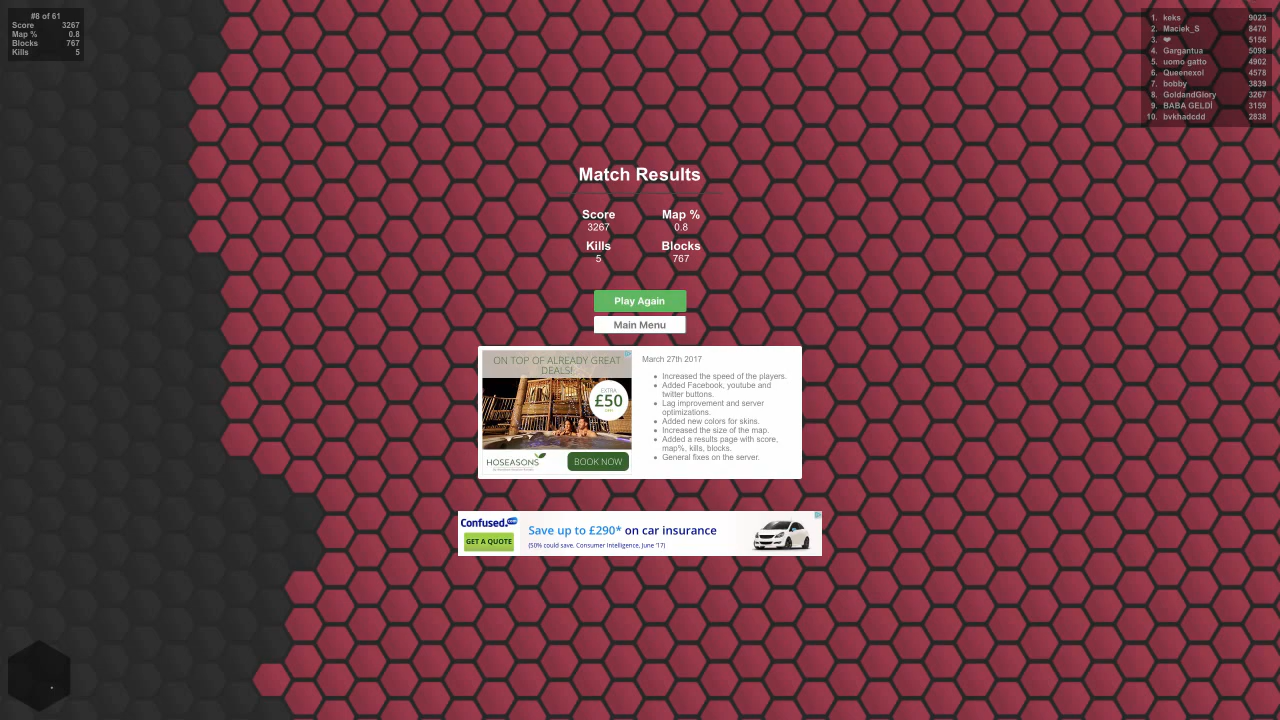 #8 of 61
Score 3267
Map % 0.8
Blocks 767
Kills 5
1. keks 9023
2. Maciek_S 8470
3. ❤ 5156
4. Gargantua 5098
5. uomo gatto 4902
6. Queenexol 4578
7. bobby 3839
8. GoldandGlory 3267
9. BABA GELDİ 3159
10. bvkhadcdd 2838
Match Results
Score Map %
3267 0.8
Kills Blocks
5 767
Play Again
Main Menu
ON TOP OF ALREADY GREAT
DEALS!
EXTRA
£50
HOSEASONS
BOOK NOW
March 27th 2017
• Increased the speed of the players.
• Added Facebook, youtube and
twitter buttons.
• Lag improvement and server
optimizations.
• Added new colors for skins.
• Increased the size of the map.
• Added a results page with score,
map%, kills, blocks.
• General fixes on the server.
Confused.com
GET A QUOTE
Save up to £290* on car insurance
(50% could save. Consumer Intelligence, June '17)